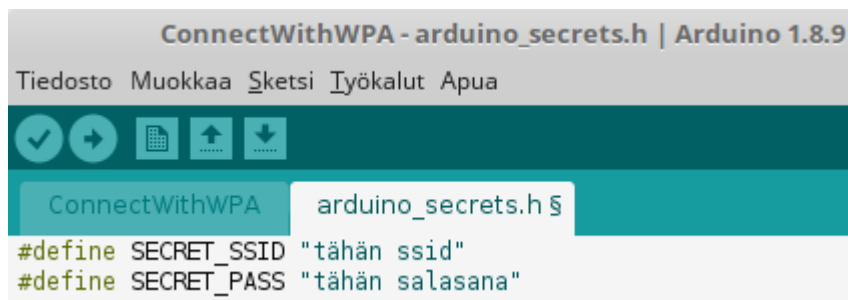 ConnectWithWPA - arduino_secrets.h | Arduino 1.8.9
Tiedosto Muokkaa Sketsi Työkalut Apua
ConnectWithWPA arduino_secrets.h §
#define SECRET_SSID "tähän ssid"
#define SECRET_PASS "tähän salasana"